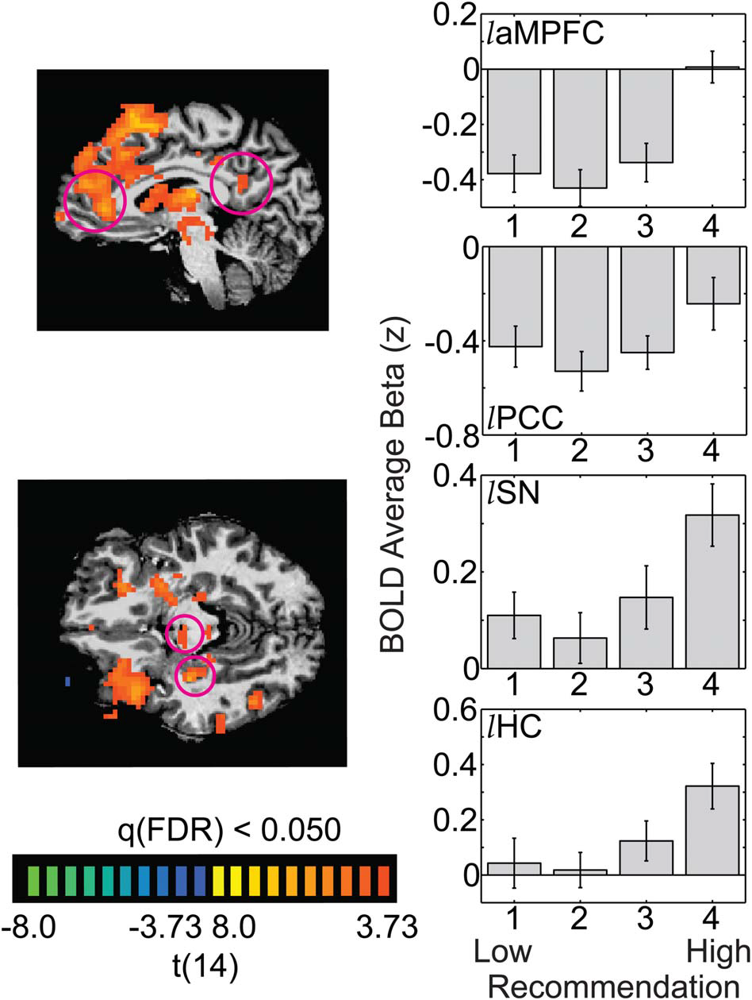 0.2
laMPFC
0
-0.2
-0.4
1 2 3 4
0
-0.4
lPCC
-0.8
1 2 3 4
BOLD Average Beta (z)
0.4
lSN
0.2
0
1 2 3 4
0.6
lHC
0.4
0.2
0
1 2 3 4
Low High
Recommendation
q(FDR) < 0.050
-8.0 -3.73 8.0 3.73
t(14)